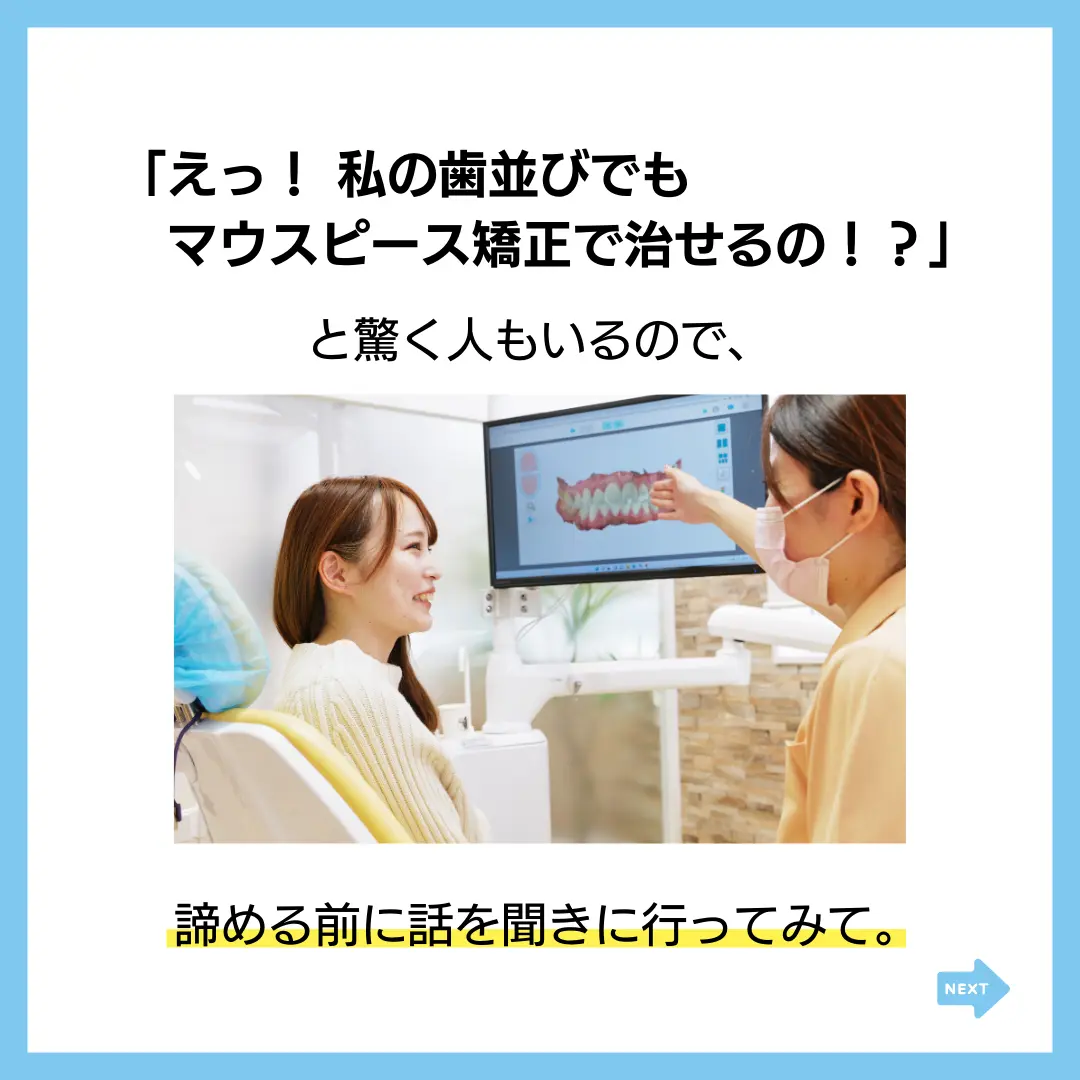 「えっ！ 私の歯並びでも
マウスピース矯正で治せるの！？」
と驚く人もいるので、
諦める前に話を聞きに行ってみて。
NEXT